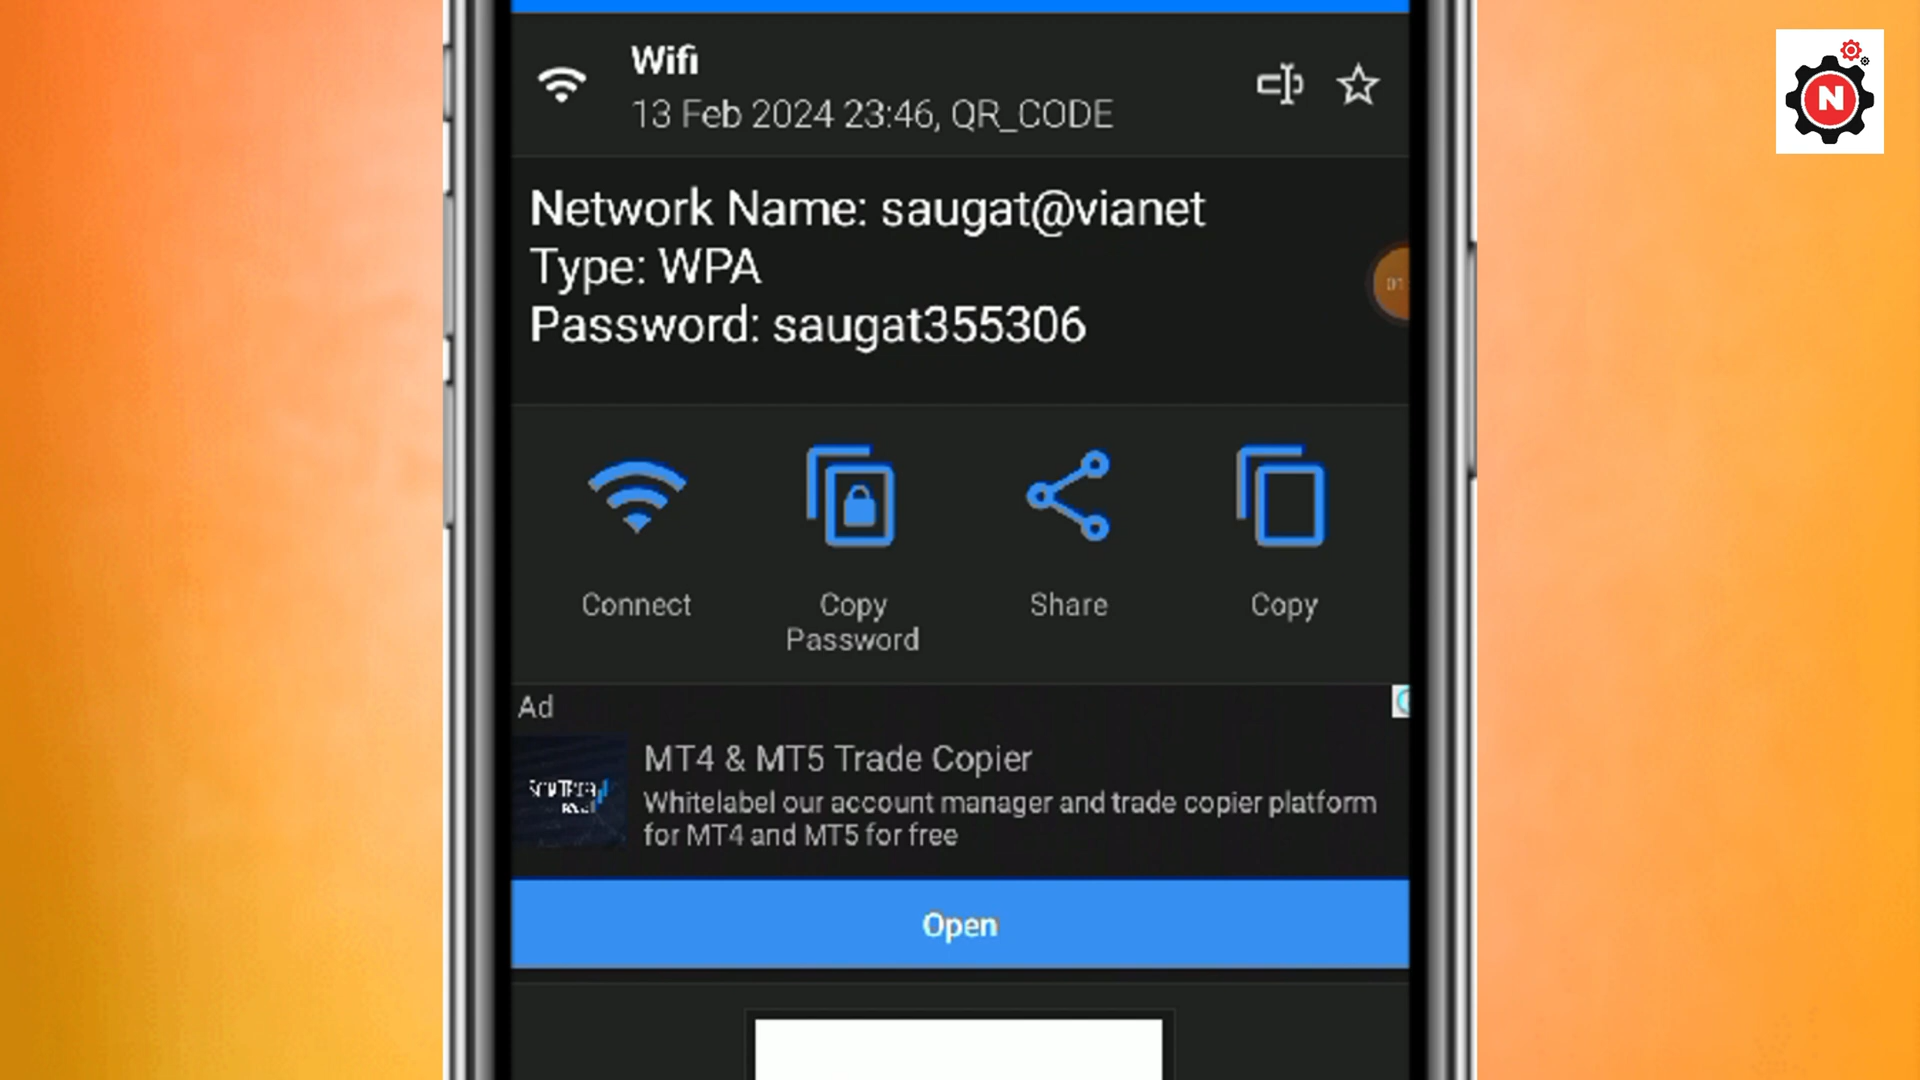 Wifi
13 Feb 2024 23:46, QR_CODE
N
Network Name: saugat@vianet
Type: WPA
Password: saugat355306
01
Connect
Copy
Password
Share
Copy
Ad
MT4 & MT5 Trade Copier
Whitelabel our account manager and trade copier platform
for MT4 and MT5 for free
Open